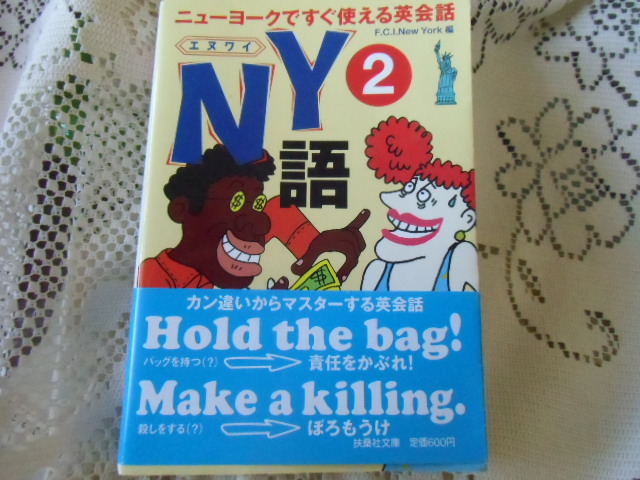 ニューヨークですぐ使える英会話
F.C.I.New York 編
エヌワイ
NY
2
語
カン違いからマスターする英会話
Hold the bag!
バッグを持つ(?) 責任をかぶれ!
Make a killing.
殺しをする(?) ぼろもうけ
扶桑社文庫 定価600円